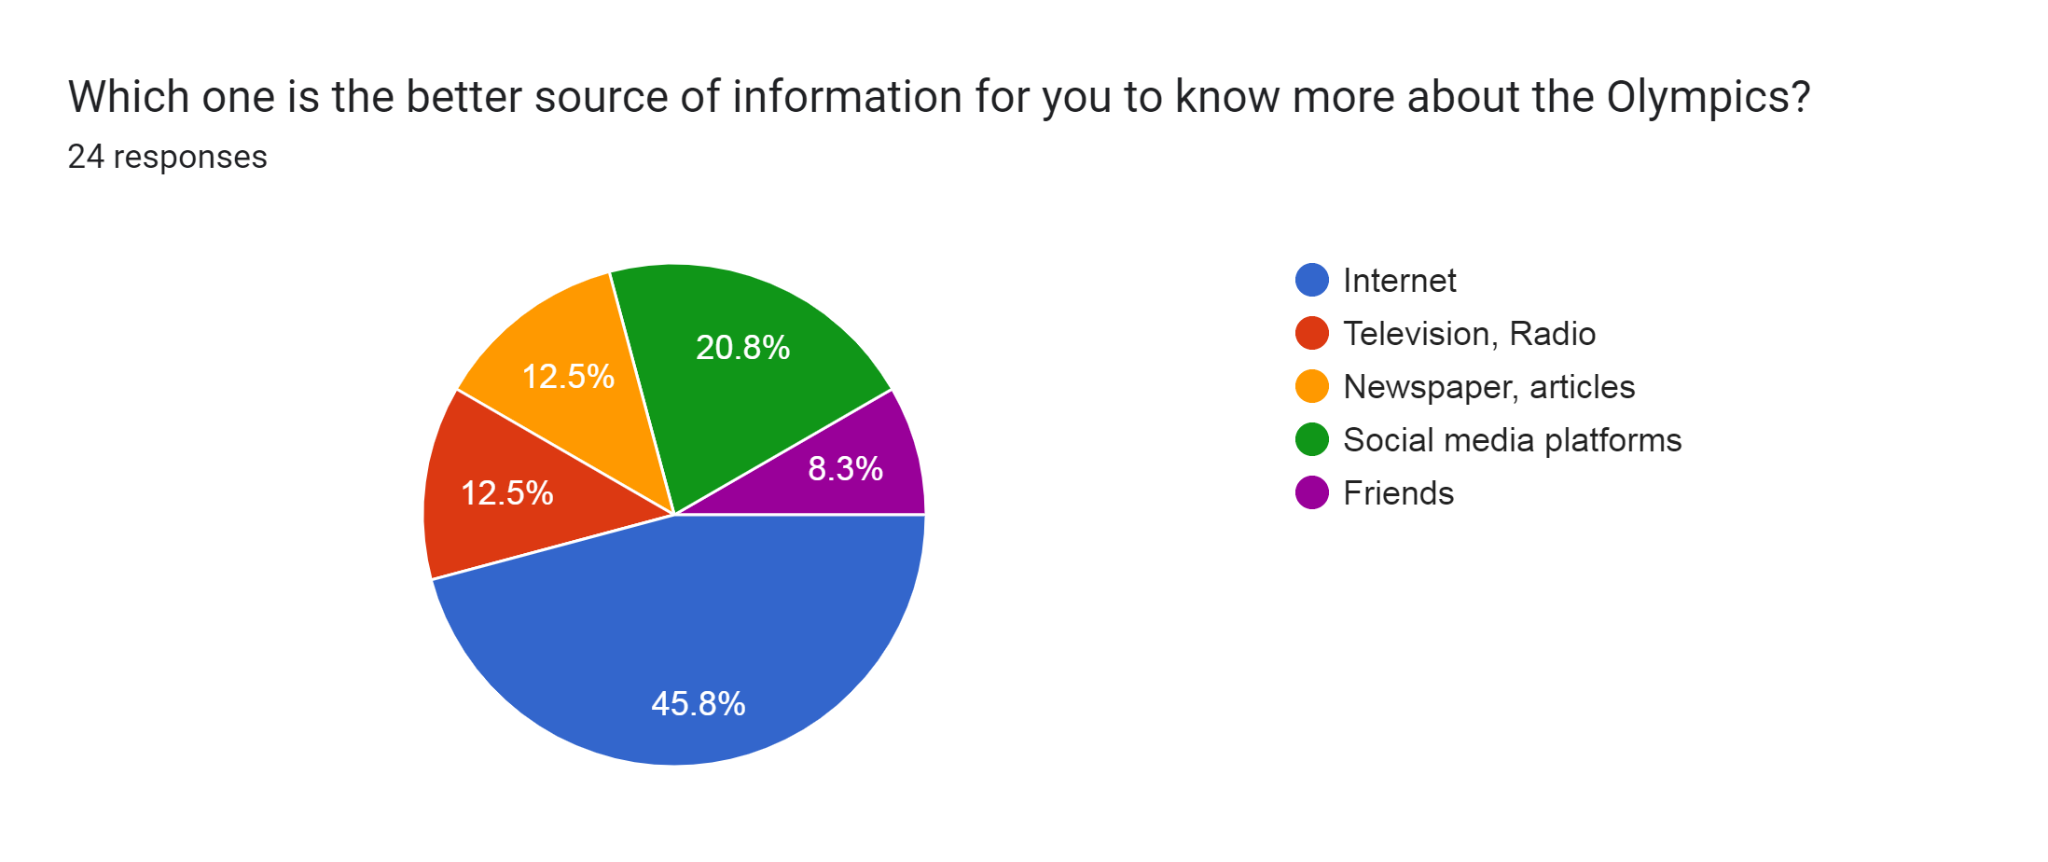 Which one is the better source of information for you to know more about the Olympics?
24 responses
20.8%
12.5%
8.3%
12.5%
45.8%
Internet
Television, Radio
Newspaper, articles
Social media platforms
Friends